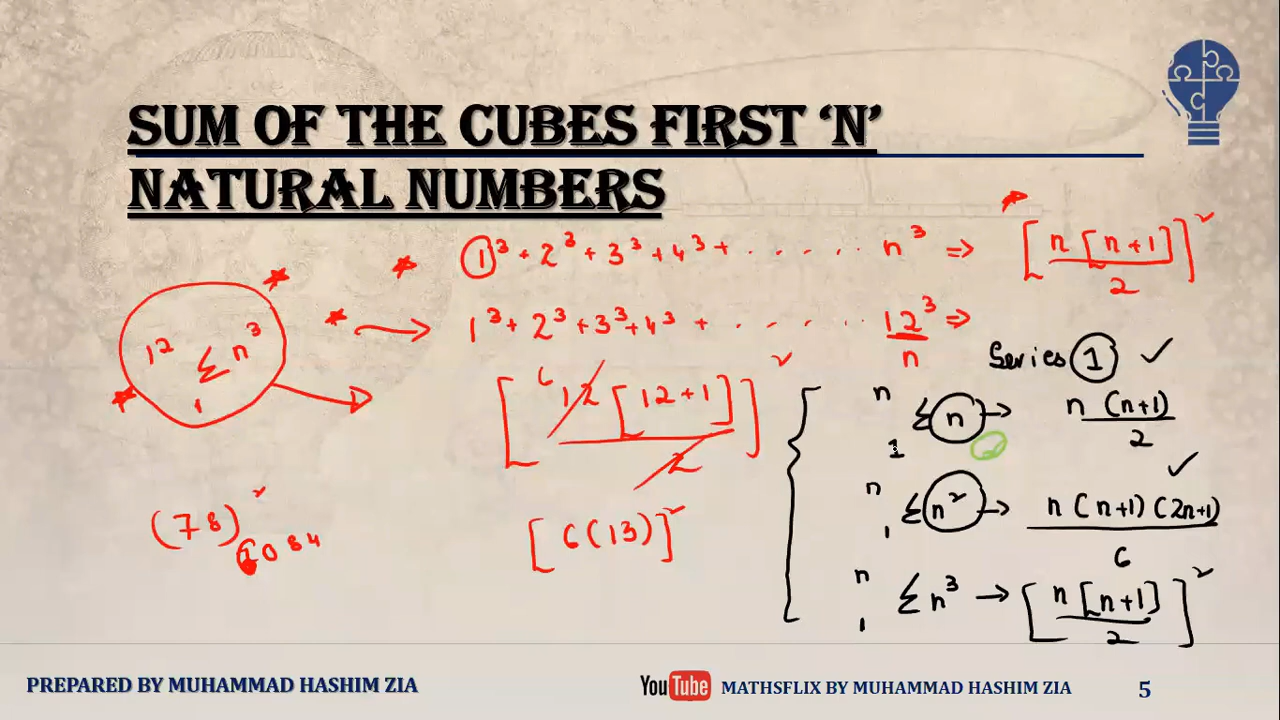 SUM OF THE CUBES FIRST ‘N’
NATURAL NUMBERS
1³ + 2³ + 3³ + 4³ + . . . . . . n³ ⇒ [n[n+1]/2]²
12 Σ n³ 1
→ 1³ + 2³ + 3³ + 4³ + . . . . . . 12³/n ⇒
[12[12+1]/2]² 6
[6(13)]²
(78)²
6084
Series 1 ✓
n Σ n 1 → n(n+1)/2
n Σ n² 1 → n(n+1)(2n+1)/6 ✓
n Σ n³ 1 → [n[n+1]/2]²
PREPARED BY MUHAMMAD HASHIM ZIA
YouTube MATHSFLIX BY MUHAMMAD HASHIM ZIA
5